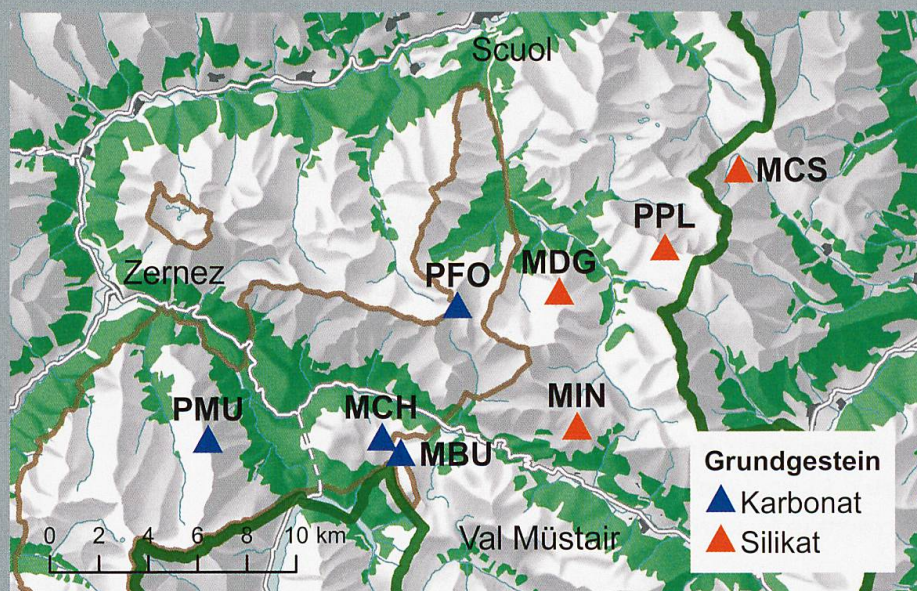 Scuol
MCS
PPL
MDG
PFO
Zernez
PMU
MCH
MIN
MBU
Grundgestein
Karbonat
Silikat
Val Müstair
0 2 4 6 8 10 km